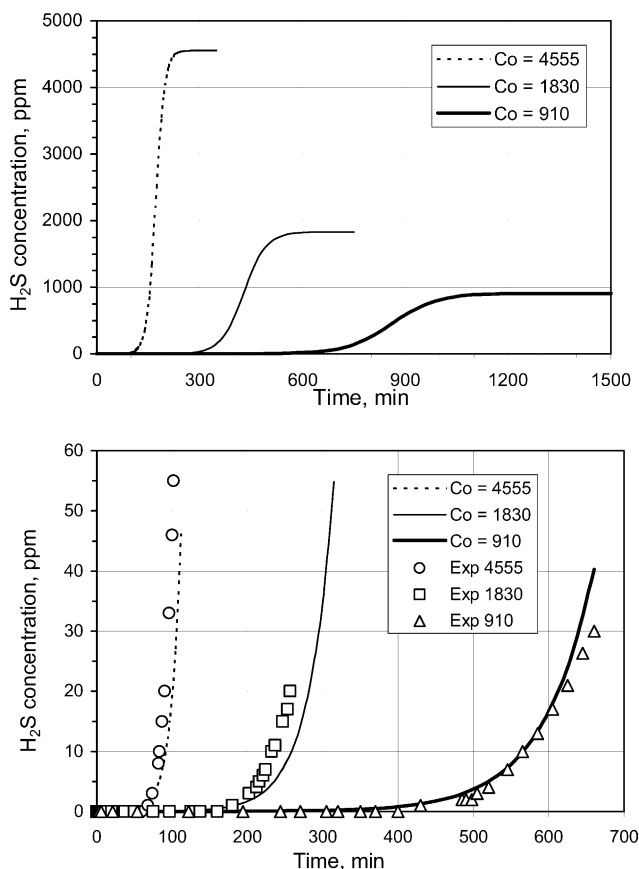 H₂S concentration, ppm
5000
4000
3000
2000
1000
0
0 300 600 900 1200 1500
Time, min
Co = 4555
Co = 1830
Co = 910
H₂S concentration, ppm
60
50
40
30
20
10
0
0 100 200 300 400 500 600 700
Time, min
Co = 4555
Co = 1830
Co = 910
Exp 4555
Exp 1830
Exp 910